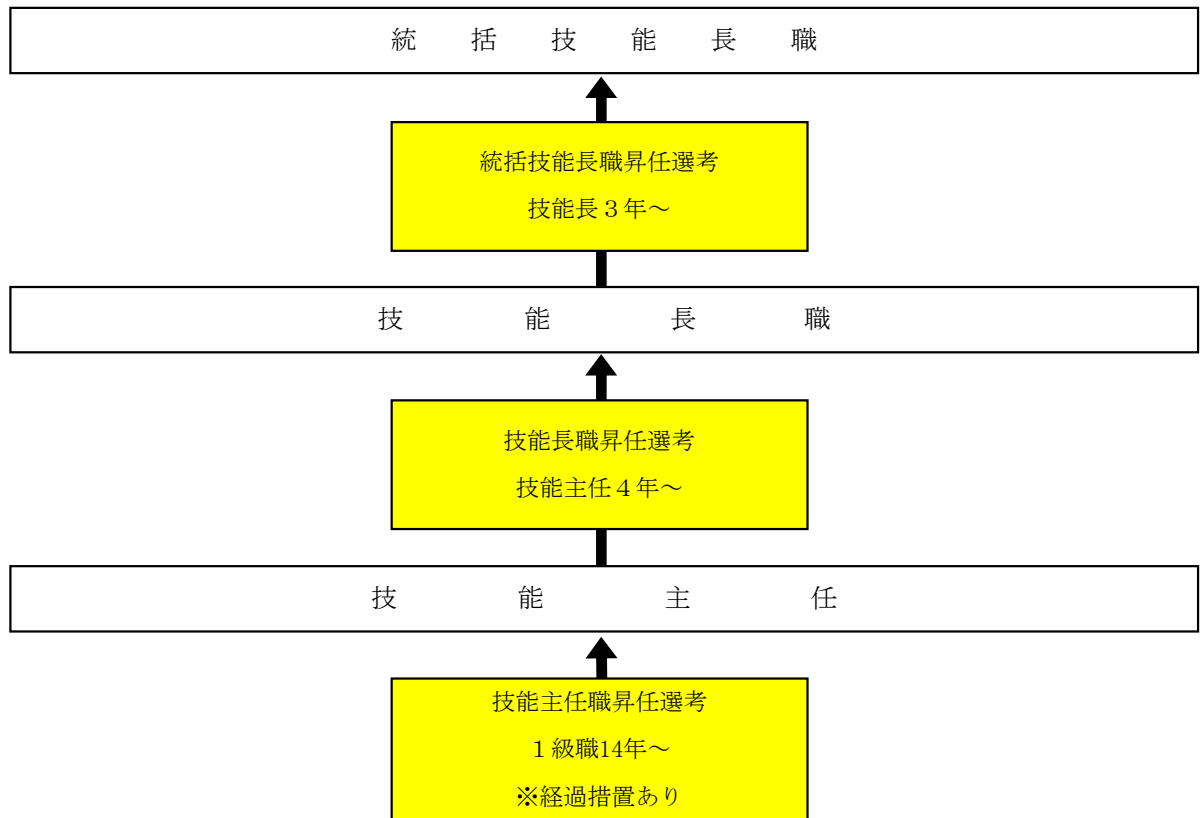 統括技能長職
統括技能長職昇任選考
技能長３年～
技能長職
技能長職昇任選考
技能主任４年～
技能主任
技能主任職昇任選考
１級職14年～
※経過措置あり